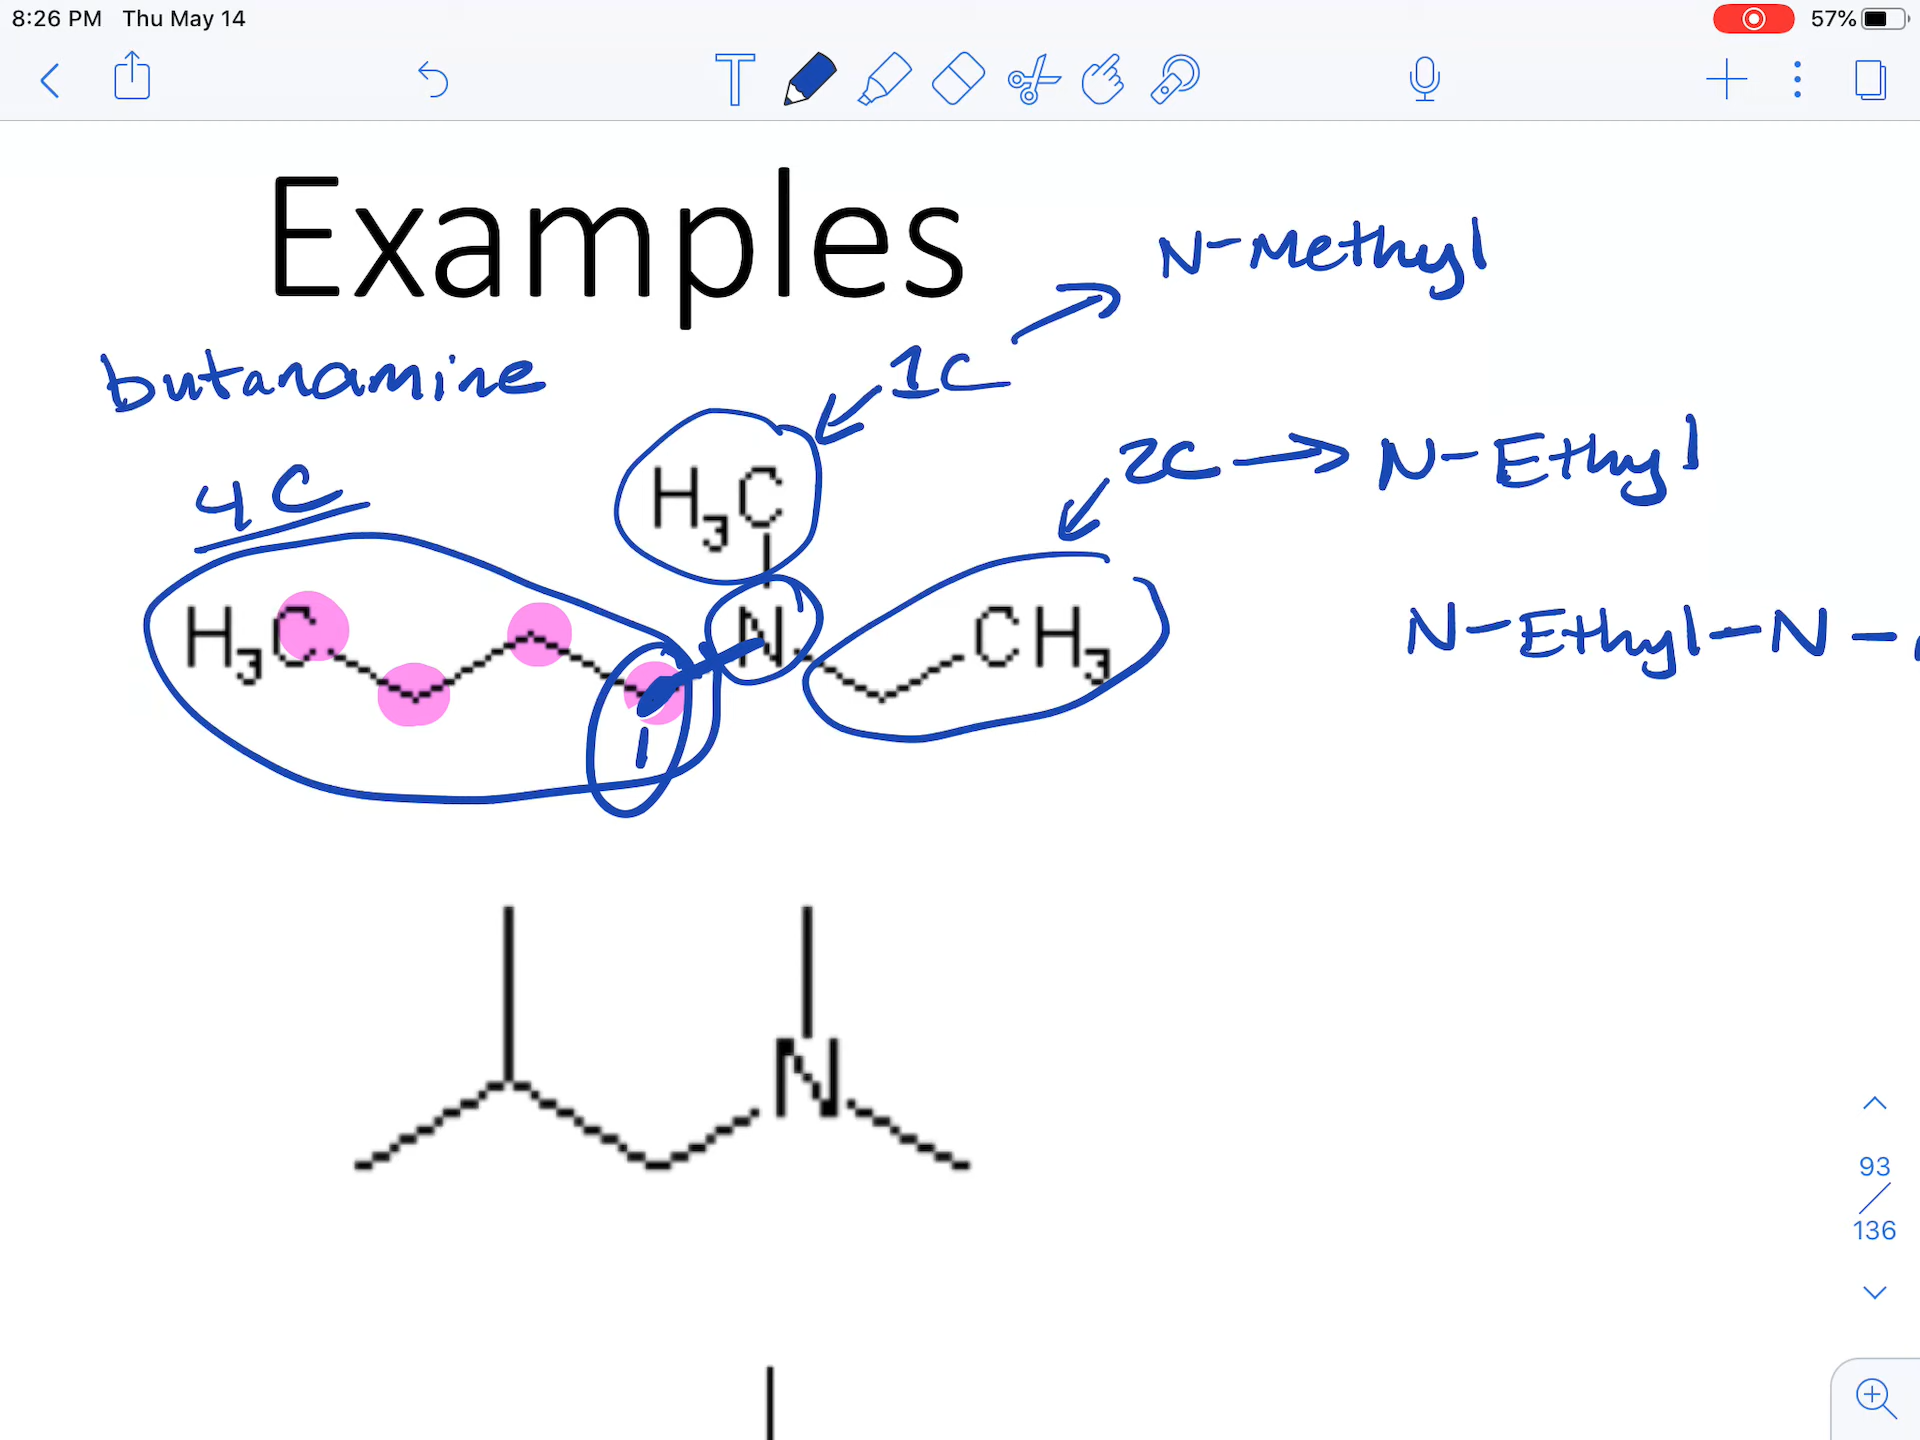 8:26 PM Thu May 14
57%
T
Examples
N-Methyl
butanamine
1C
2C → N-Ethyl
4C
H3C
H3C
N
CH3
N-Ethyl-N-
1
N
93
/
136